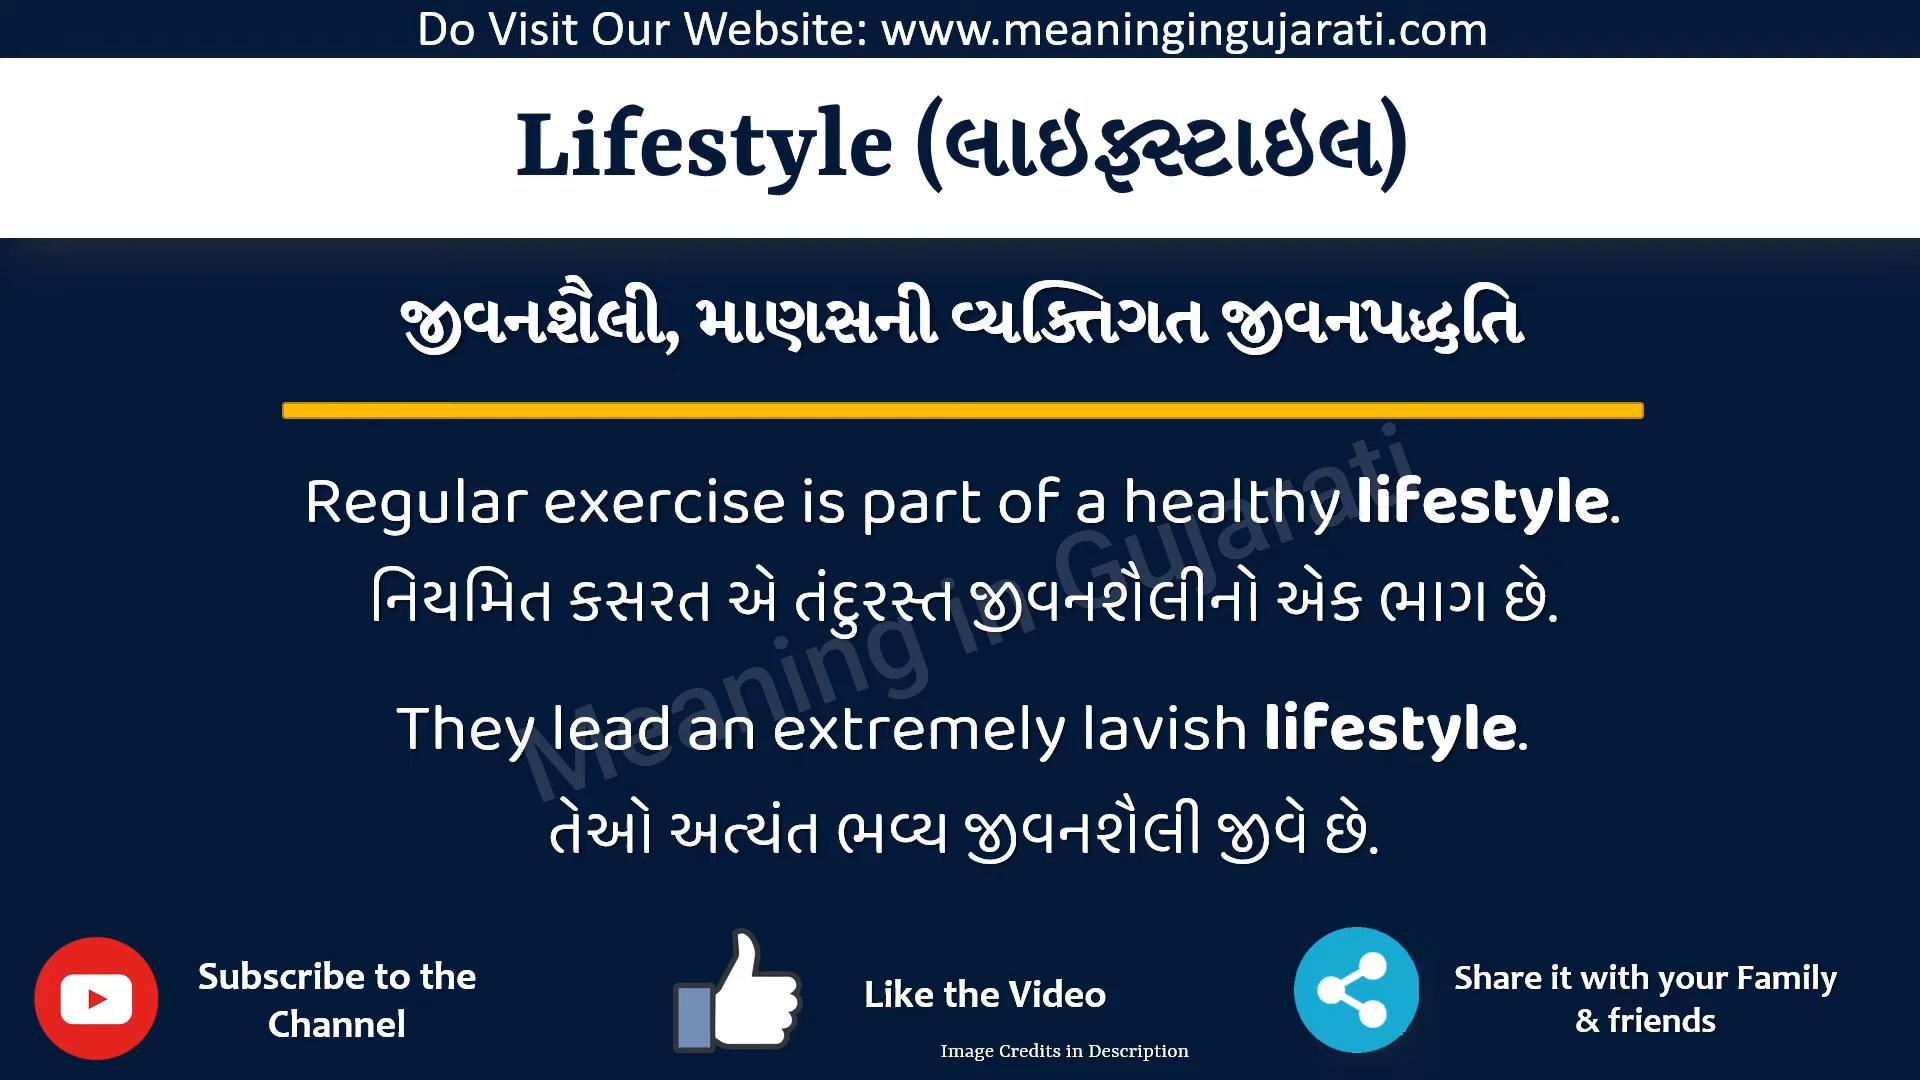 Do Visit Our Website: www.meaningingujarati.com
Lifestyle (લાઇફ્સ્ટાઇલ)
જીવનશૈલી, માણસની વ્યક્તિગત જીવનપદ્ધતિ
Regular exercise is part of a healthy lifestyle.
નિયમિત કસરત એ તંદુરસ્ત જીવનશૈલીનો એક ભાગ છે.
Meaning in Gujarati
They lead an extremely lavish lifestyle.
તેઓ અત્યંત ભવ્ય જીવનશૈલી જીવે છે.
Subscribe to the
Channel
Like the Video
Share it with your Family
& friends
Image Credits in Description